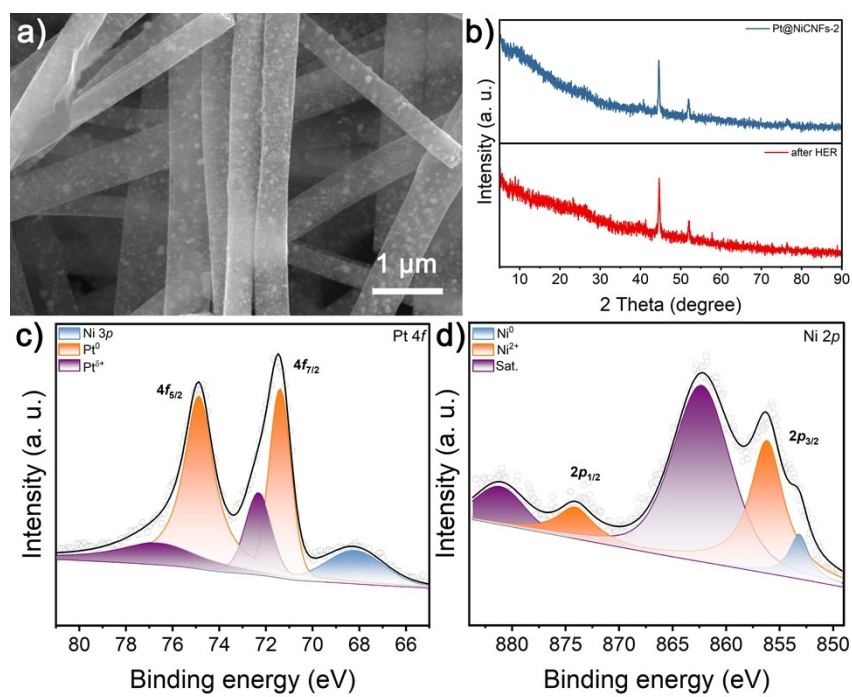 a)
1 μm
b)
Pt@NiCNFs-2
after HER
Intensity (a. u.)
10 20 30 40 50 60 70 80 90
2 Theta (degree)
c)
Ni 3p
Pt⁰
Ptᵟ⁺
Pt 4f
4f₅/₂
4f₇/₂
Intensity (a. u.)
80 78 76 74 72 70 68 66
Binding energy (eV)
d)
Ni⁰
Ni²⁺
Sat.
Ni 2p
2p₁/₂
2p₃/₂
Intensity (a. u.)
880 875 870 865 860 855 850
Binding energy (eV)